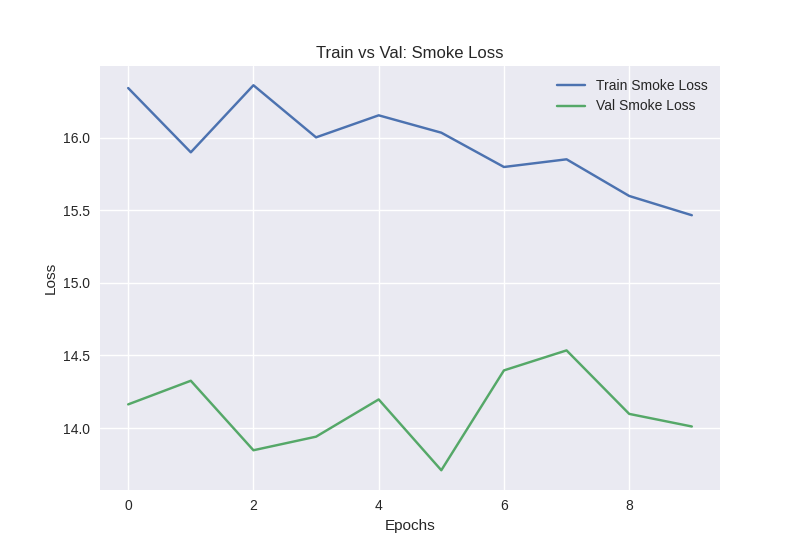 Train vs Val: Smoke Loss
Train Smoke Loss
Val Smoke Loss
16.0
15.5
15.0
14.5
14.0
Loss
0 2 4 6 8
Epochs